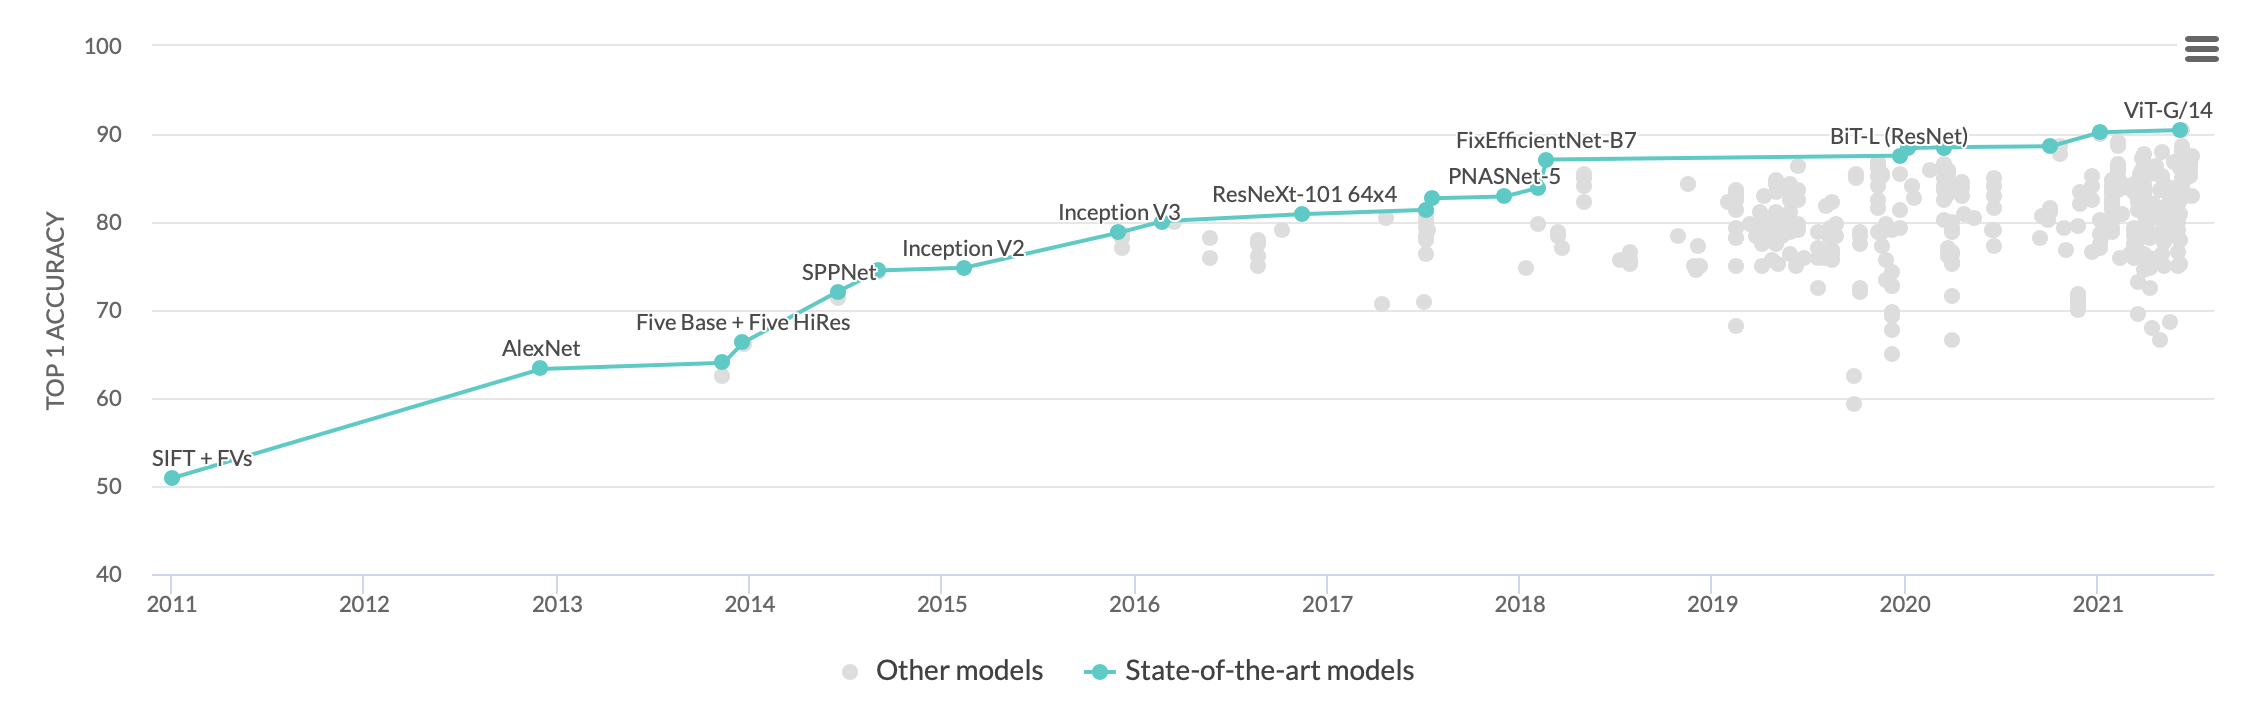 100
90
80
70
60
50
40
TOP 1 ACCURACY
SIFT + FVs
AlexNet
Five Base + Five HiRes
SPPNet
Inception V2
Inception V3
ResNeXt-101 64x4
PNASNet-5
FixEfficientNet-B7
BiT-L (ResNet)
ViT-G/14
2011 2012 2013 2014 2015 2016 2017 2018 2019 2020 2021
Other models State-of-the-art models